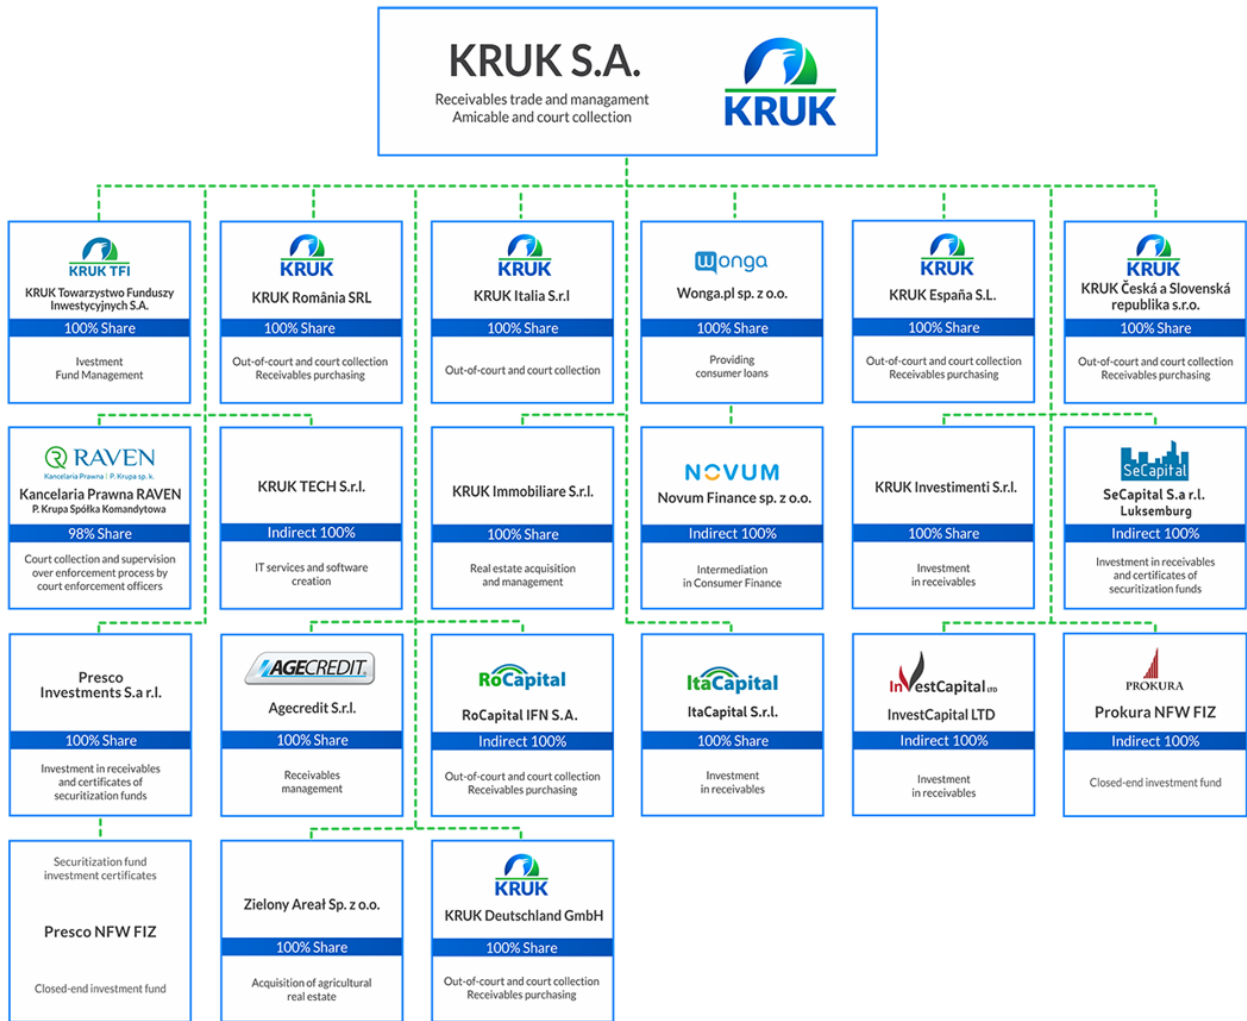 KRUK S.A.
Receivables trade and managament
Amicable and court collection
KRUK
KRUK TFI
KRUK Towarzystwo Funduszy
Inwestycyjnych S.A.
100% Share
Ivestment
Fund Management
KRUK
KRUK România SRL
100% Share
Out-of-court and court collection
Receivables purchasing
KRUK
KRUK Italia S.r.l
100% Share
Out-of-court and court collection
wonga
Wonga.pl sp. z o.o.
100% Share
Providing
consumer loans
KRUK
KRUK España S.L.
100% Share
Out-of-court and court collection
Receivables purchasing
KRUK
KRUK Česká a Slovenská
republika s.r.o.
100% Share
Out-of-court and court collection
Receivables purchasing
RAVEN
Kancelaria Prawna | P. Krupa sp. k.
Kancelaria Prawna RAVEN
P. Krupa Spółka Komandytowa
98% Share
Court collection and supervision
over enforcement process by
court enforcement officers
KRUK TECH S.r.l.
Indirect 100%
IT services and software
creation
KRUK Immobiliare S.r.l.
100% Share
Real estate acquisition
and management
NOVUM
Novum Finance sp. z o.o.
Indirect 100%
Intermediation
in Consumer Finance
KRUK Investimenti S.r.l.
100% Share
Investment
in receivables
SeCapital
SeCapital S.a r.l.
Luksemburg
Indirect 100%
Investment in receivables
and certificates of
securitization funds
Presco
Investments S.a r.l.
100% Share
Investment in receivables
and certificates of
securitization funds
AGECREDIT
Agecredit S.r.l.
100% Share
Receivables
management
RoCapital
RoCapital IFN S.A.
Indirect 100%
Out-of-court and court collection
Receivables purchasing
ItaCapital
ItaCapital S.r.l.
100% Share
Investment
in receivables
InvestCapital LTD
InvestCapital LTD
Indirect 100%
Investment
in receivables
PROKURA
Prokura NFW FIZ
Indirect 100%
Closed-end investment fund
Securitization fund
investment certificates
Presco NFW FIZ
Closed-end investment fund
Zielony Areał Sp. z o.o.
100% Share
Acquisition of agricultural
real estate
KRUK
KRUK Deutschland GmbH
100% Share
Out-of-court and court collection
Receivables purchasing